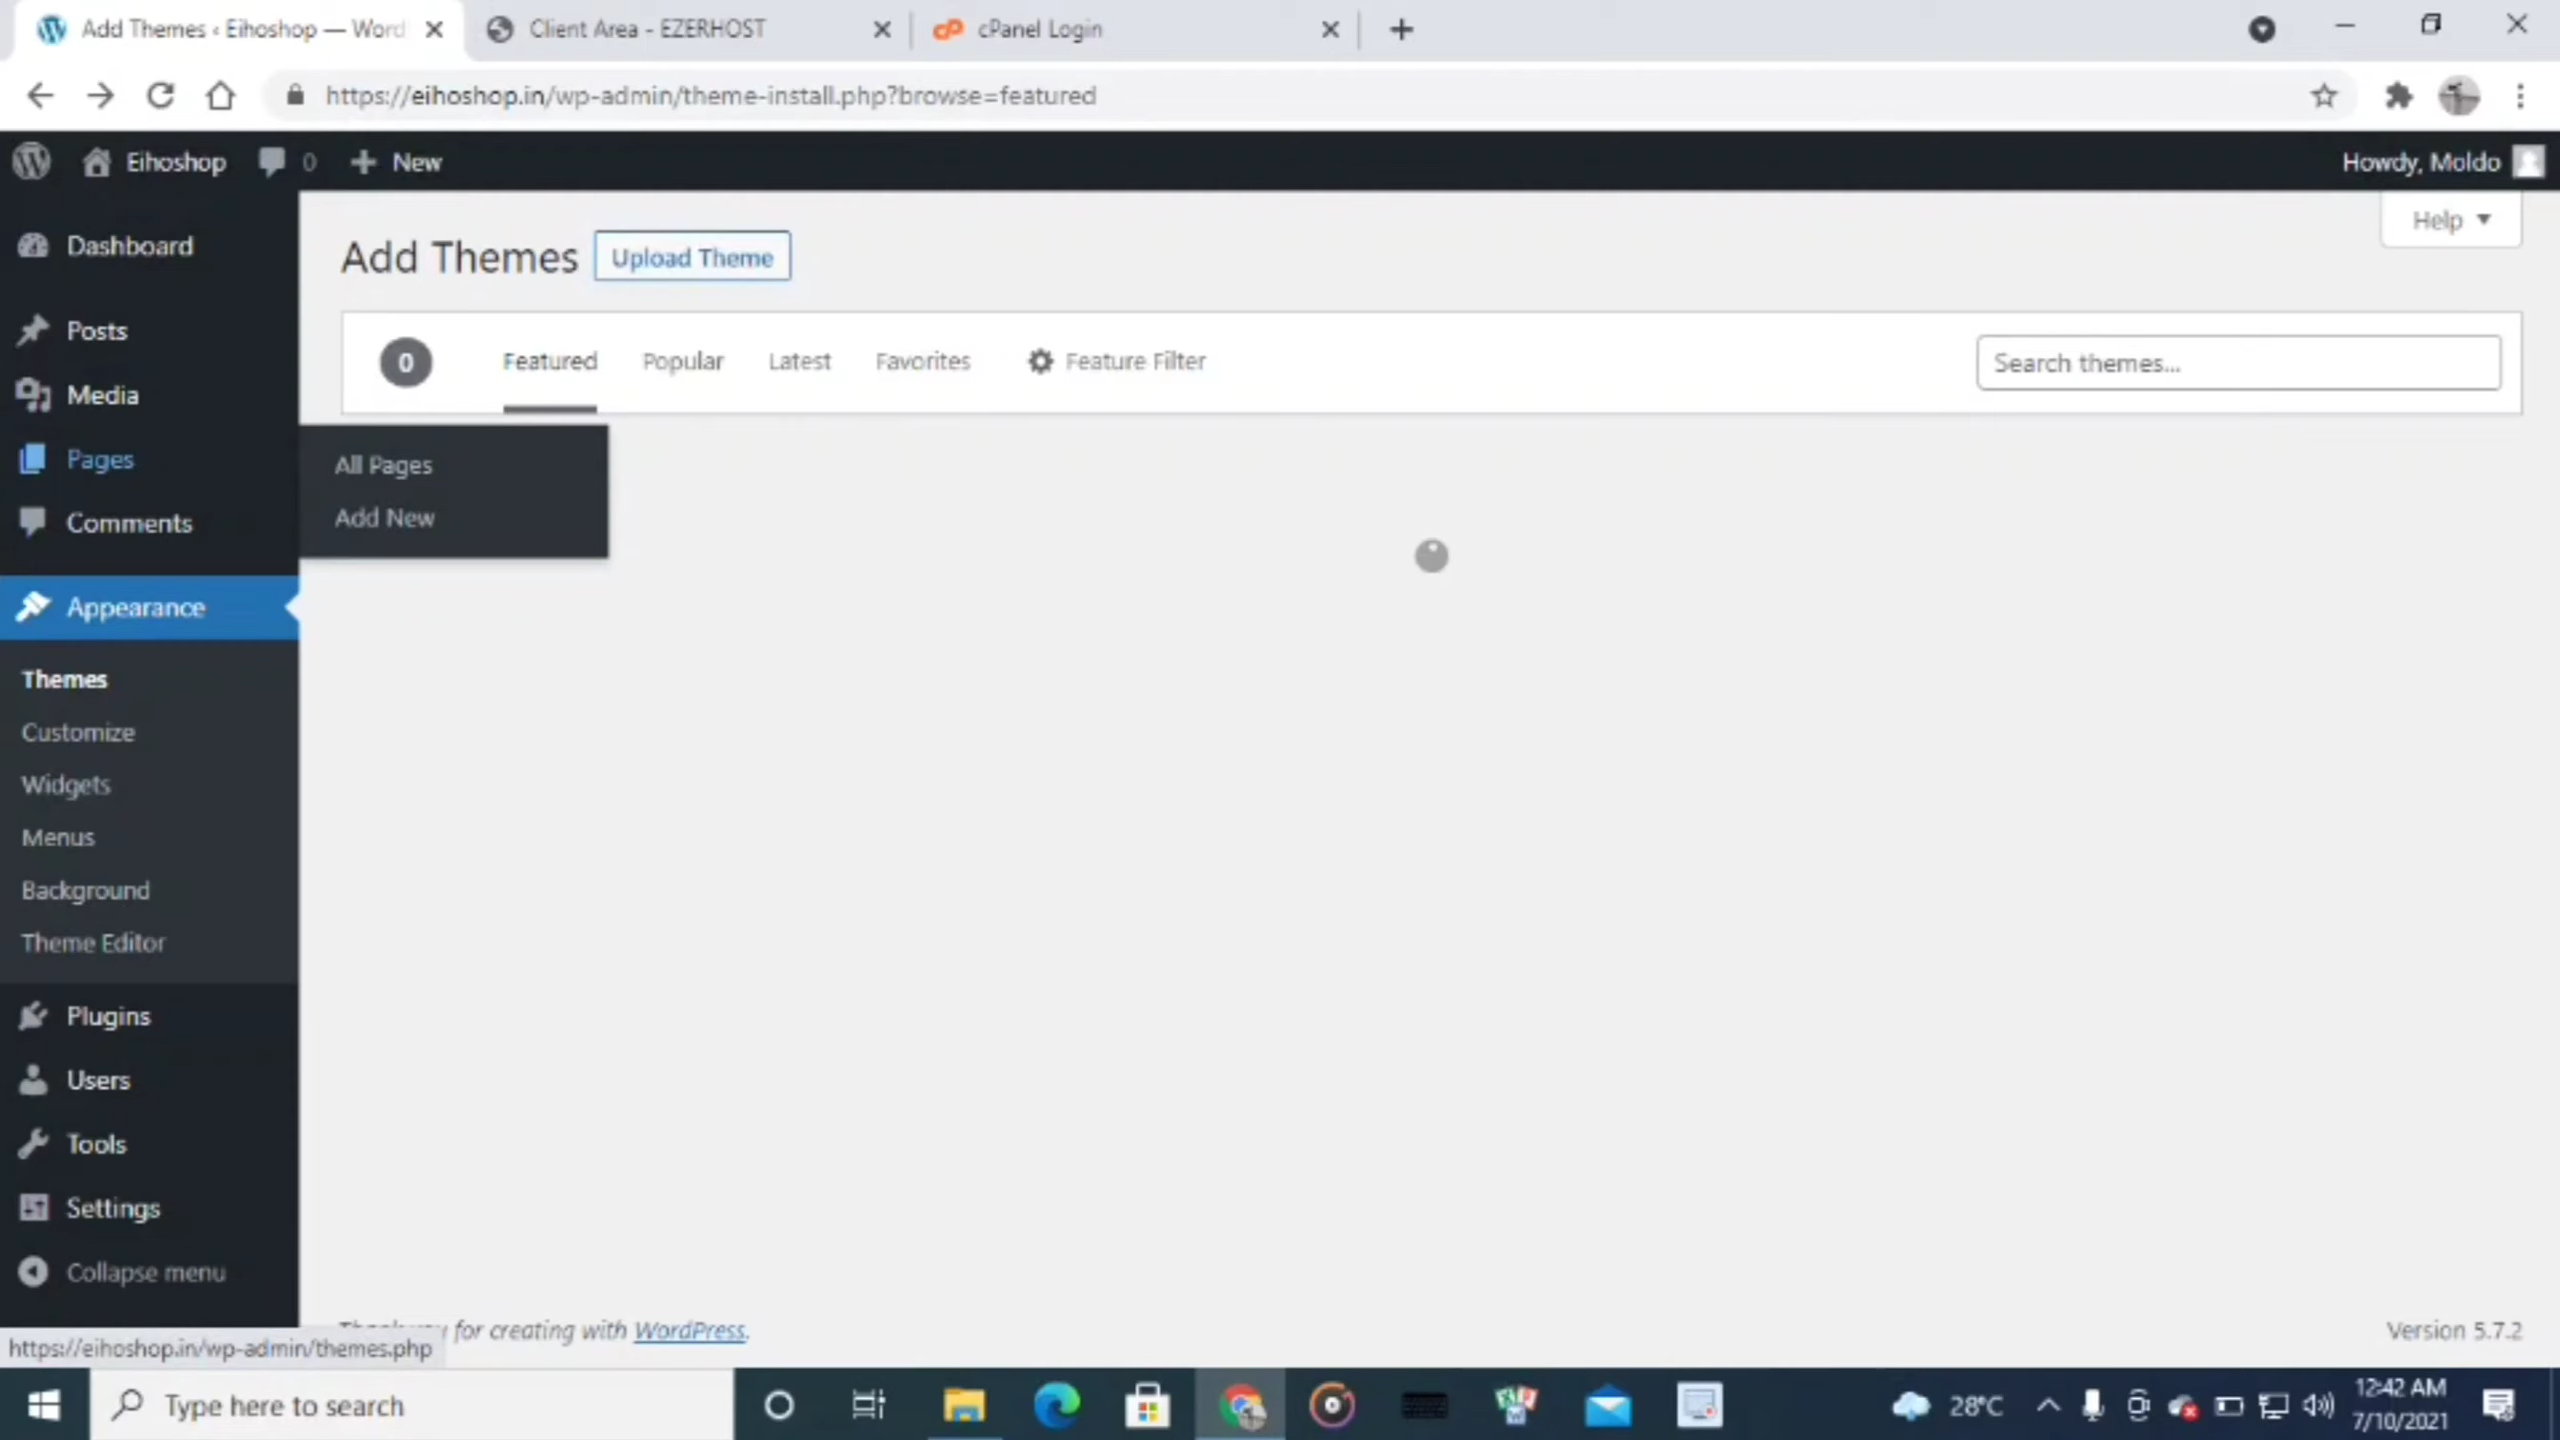 Add Themes ‹ Eihoshop — Word
Client Area - EZERHOST
cPanel Login
https://eihoshop.in/wp-admin/theme-install.php?browse=featured
Eihoshop
0
New
Howdy, Moldo
Help
Dashboard
Posts
Media
Pages
Comments
Appearance
Themes
Customize
Widgets
Menus
Background
Theme Editor
Plugins
Users
Tools
Settings
Collapse menu
All Pages
Add New
Add Themes
Upload Theme
0
Featured
Popular
Latest
Favorites
Feature Filter
Search themes...
for creating with WordPress.
Version 5.7.2
https://eihoshop.in/wp-admin/themes.php
Type here to search
28°C
12:42 AM
7/10/2021